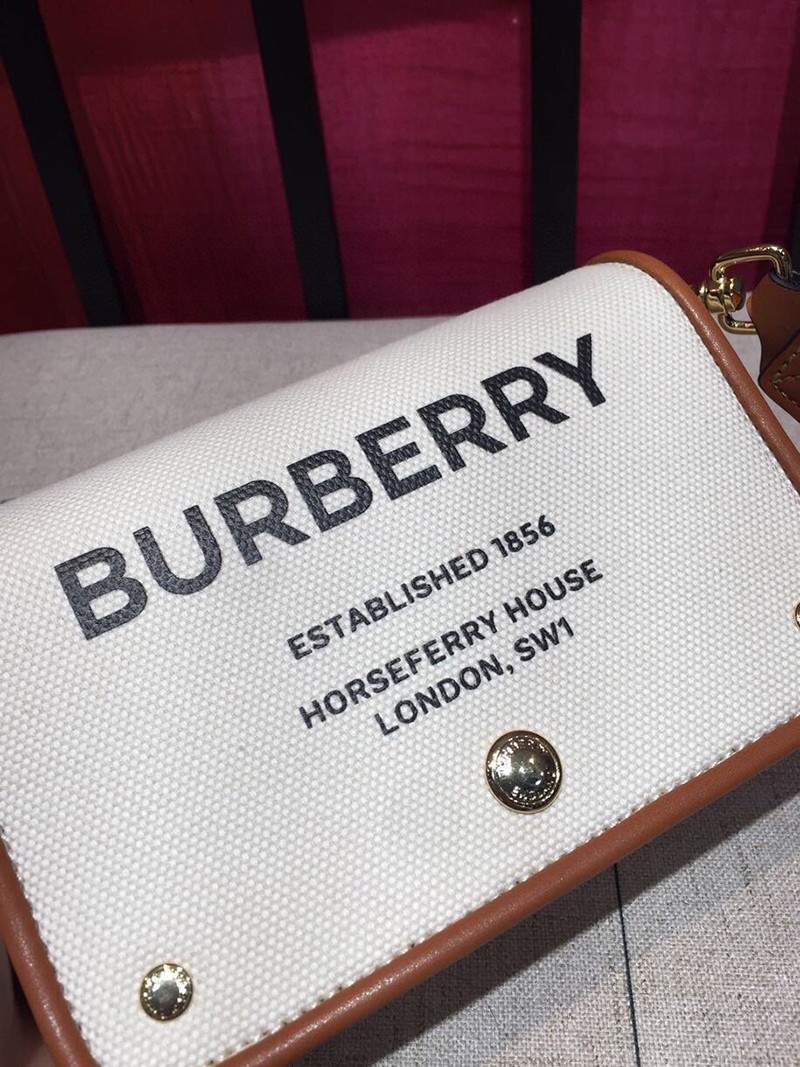 BURBERRY
ESTABLISHED 1856
HORSEFERRY HOUSE
LONDON, SW1